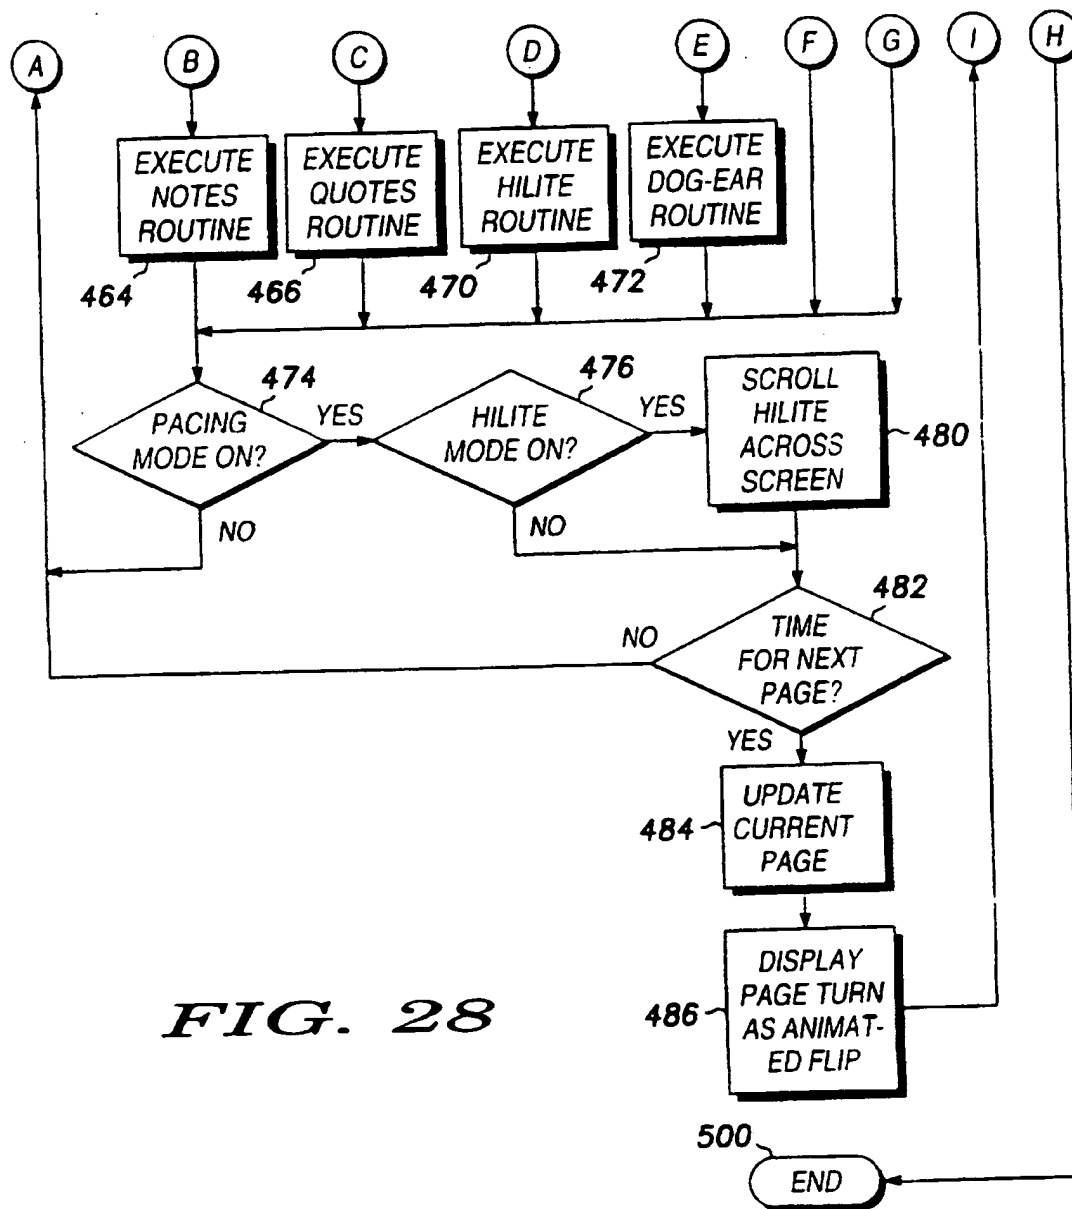 A
B
C
D
E
F
G
I
H
EXECUTE
NOTES
ROUTINE
EXECUTE
QUOTES
ROUTINE
EXECUTE
HILITE
ROUTINE
EXECUTE
DOG-EAR
ROUTINE
464
466
470
472
474
PACING
MODE ON?
YES
NO
476
HILITE
MODE ON?
YES
NO
SCROLL
HILITE
ACROSS
SCREEN
480
482
TIME
FOR NEXT
PAGE?
NO
YES
484
UPDATE
CURRENT
PAGE
486
DISPLAY
PAGE TURN
AS ANIMAT-
ED FLIP
FIG. 28
500
END